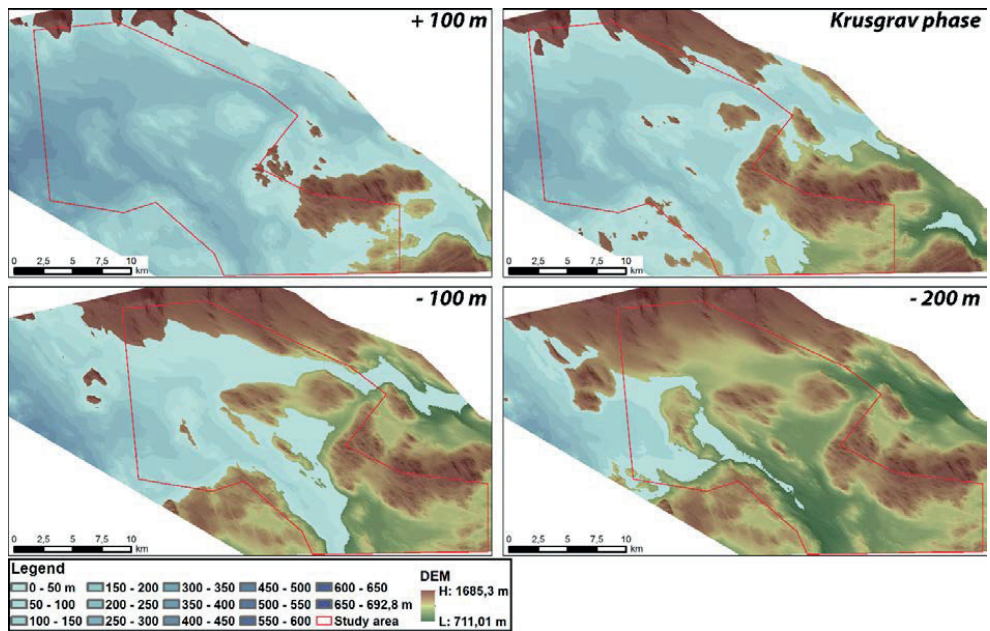 + 100 m
Krusgrav phase
0 2,5 5 7,5 10
km
0 2,5 5 7,5 10
km
- 100 m
- 200 m
0 2,5 5 7,5 10
km
0 2,5 5 7,5 10
km
Legend
0 - 50 m 150 - 200 300 - 350 450 - 500 600 - 650
50 - 100 200 - 250 350 - 400 500 - 550 650 - 692,8 m
100 - 150 250 - 300 400 - 450 550 - 600 Study area
DEM
H: 1685,3 m
L: 711,01 m